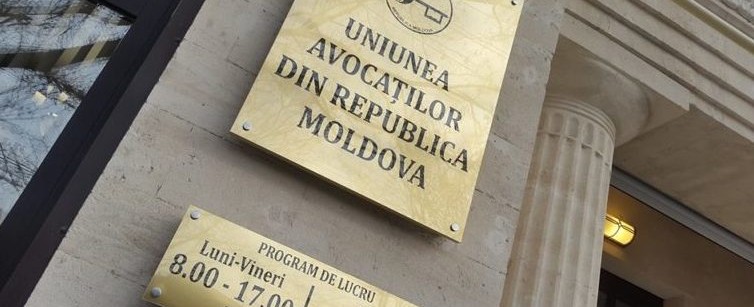 UNIUNEA
AVOCAȚILOR
DIN REPUBLICA
MOLDOVA
PROGRAM DE LUCRU
Luni-Vineri
8.00 - 17.00